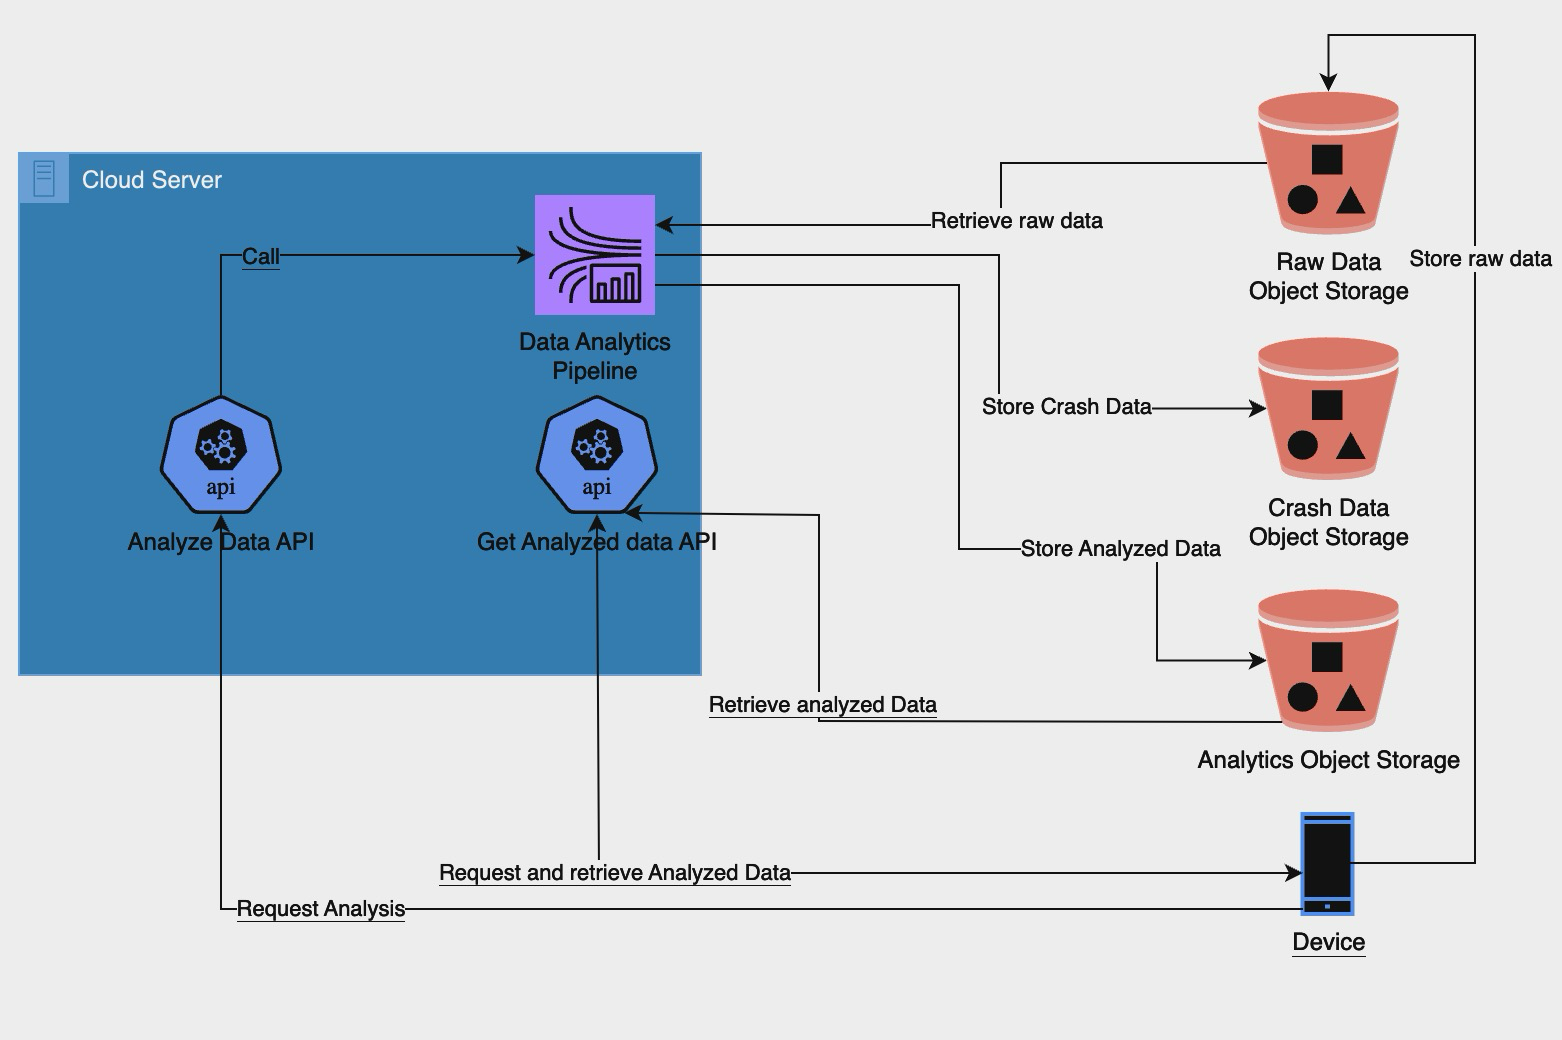 Cloud Server
Call
Data Analytics
Pipeline
api
Analyze Data API
api
Get Analyzed data API
Retrieve raw data
Raw Data
Object Storage
Store raw data
Store Crash Data
Crash Data
Object Storage
Store Analyzed Data
Retrieve analyzed Data
Analytics Object Storage
Request and retrieve Analyzed Data
Request Analysis
Device